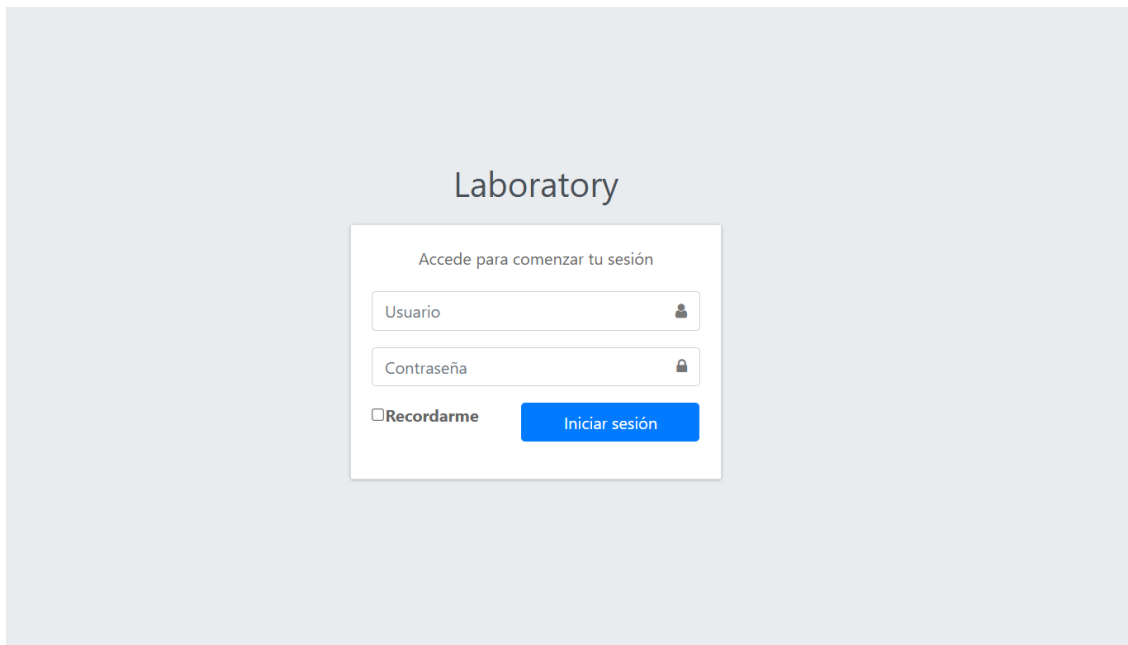 Laboratory
Accede para comenzar tu sesión
Usuario
Contraseña
Recordarme
Iniciar sesión